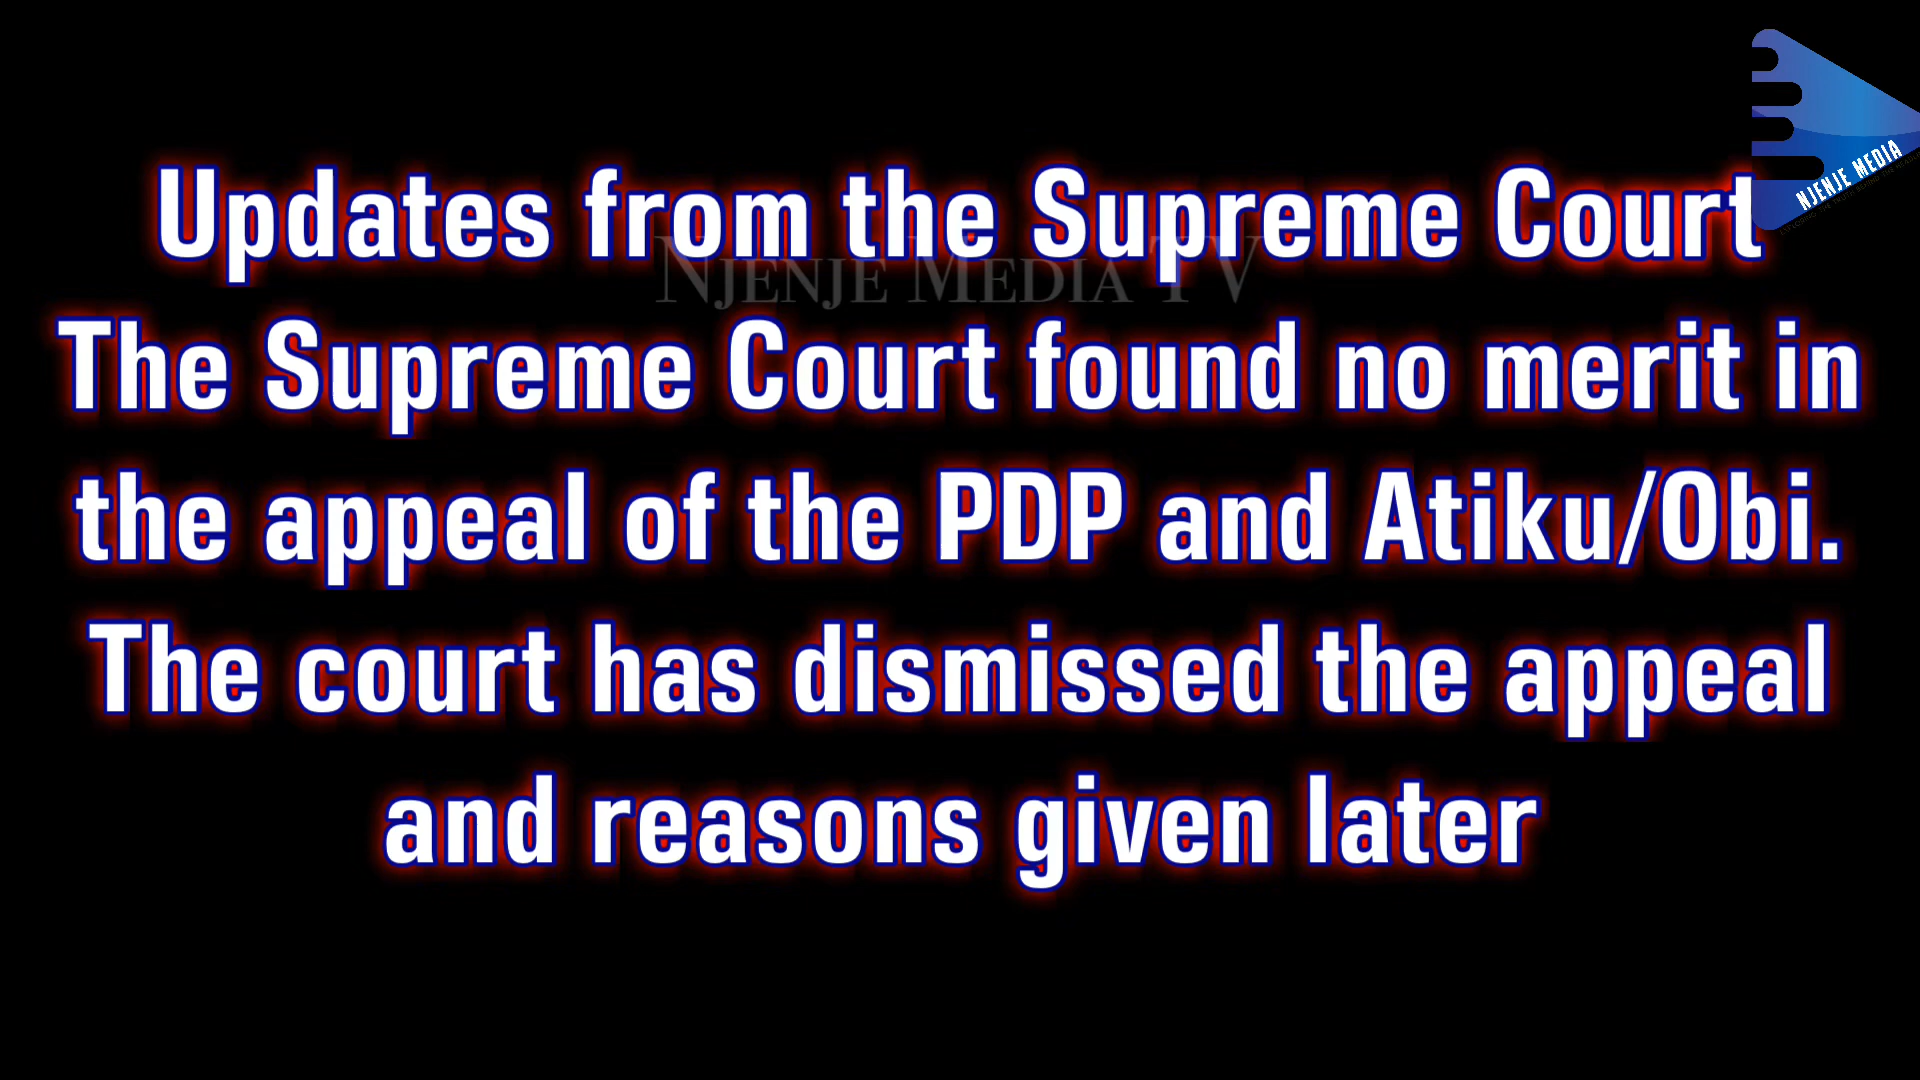 NJENJE MEDIA
Updates from the Supreme Court
NJENJE MEDIA TV
The Supreme Court found no merit in
the appeal of the PDP and Atiku/Obi.
The court has dismissed the appeal
and reasons given later